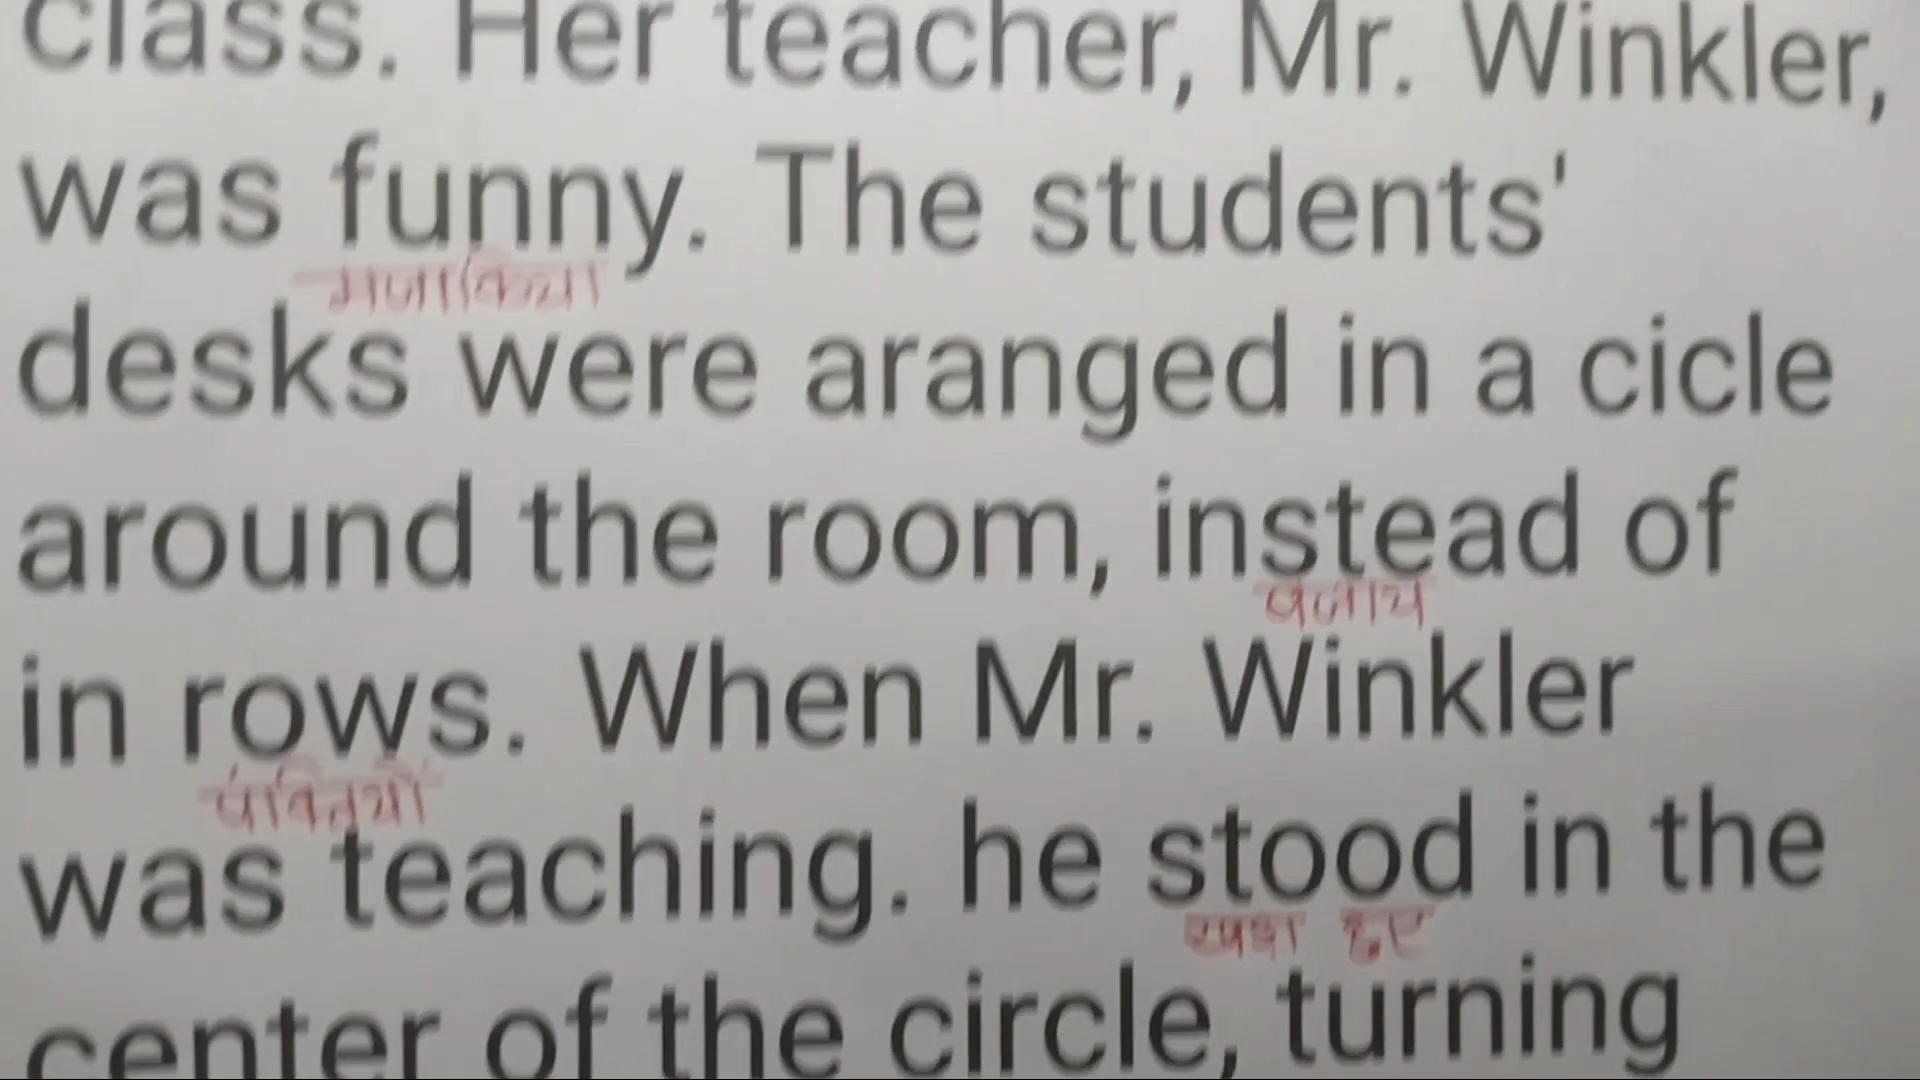 class. Her teacher, Mr. Winkler,
was funny. The students'
मजाकिया
desks were aranged in a cicle
around the room, instead of
बजाय
in rows. When Mr. Winkler
पंक्तियों
was teaching. he stood in the
हुए
center of the circle, turning